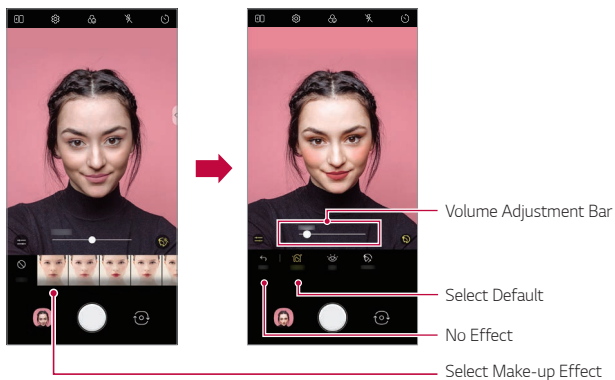 Volume Adjustment Bar
Select Default
No Effect
Select Make-up Effect